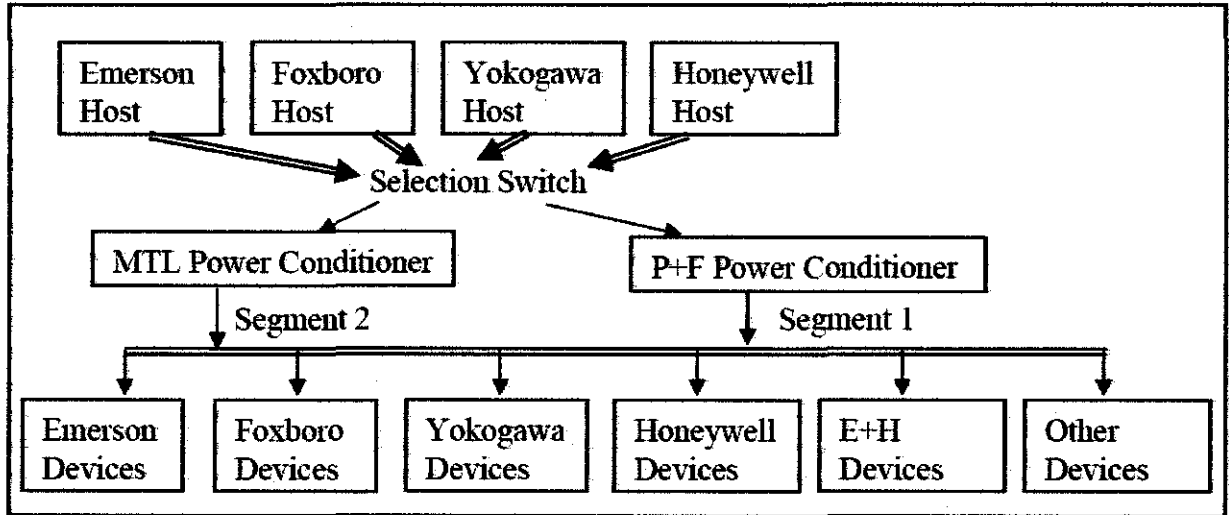 Emerson
Host
Foxboro
Host
Yokogawa
Host
Honeywell
Host
Selection Switch
MTL Power Conditioner
P+F Power Conditioner
Segment 2
Segment 1
Emerson
Devices
Foxboro
Devices
Yokogawa
Devices
Honeywell
Devices
E+H
Devices
Other
Devices